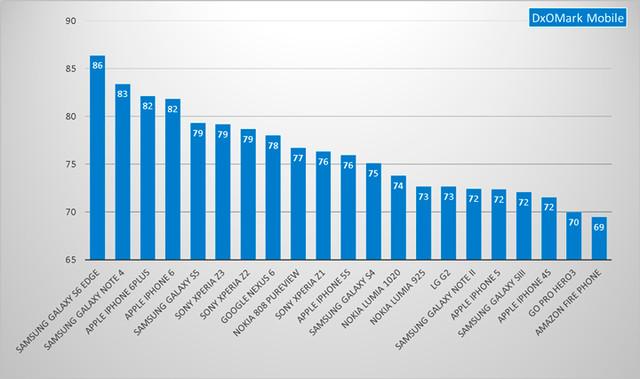 DxOMark Mobile
90
85
80
75
70
65
86
83
82
82
79
79
79
78
77
76
76
75
74
73
73
72
72
72
72
70
69
SAMSUNG GALAXY S6 EDGE
SAMSUNG GALAXY NOTE 4
APPLE IPHONE 6PLUS
APPLE IPHONE 6
SAMSUNG GALAXY S5
SONY XPERIA Z3
SONY XPERIA Z2
GOOGLE NEXUS 6
NOKIA 808 PUREVIEW
SONY XPERIA Z1
APPLE IPHONE 5S
SAMSUNG GALAXY S4
NOKIA LUMIA 1020
NOKIA LUMIA 925
LG G2
SAMSUNG GALAXY NOTE II
APPLE IPHONE 5
SAMSUNG GALAXY SIII
APPLE IPHONE 4S
GO PRO HERO3
AMAZON FIRE PHONE